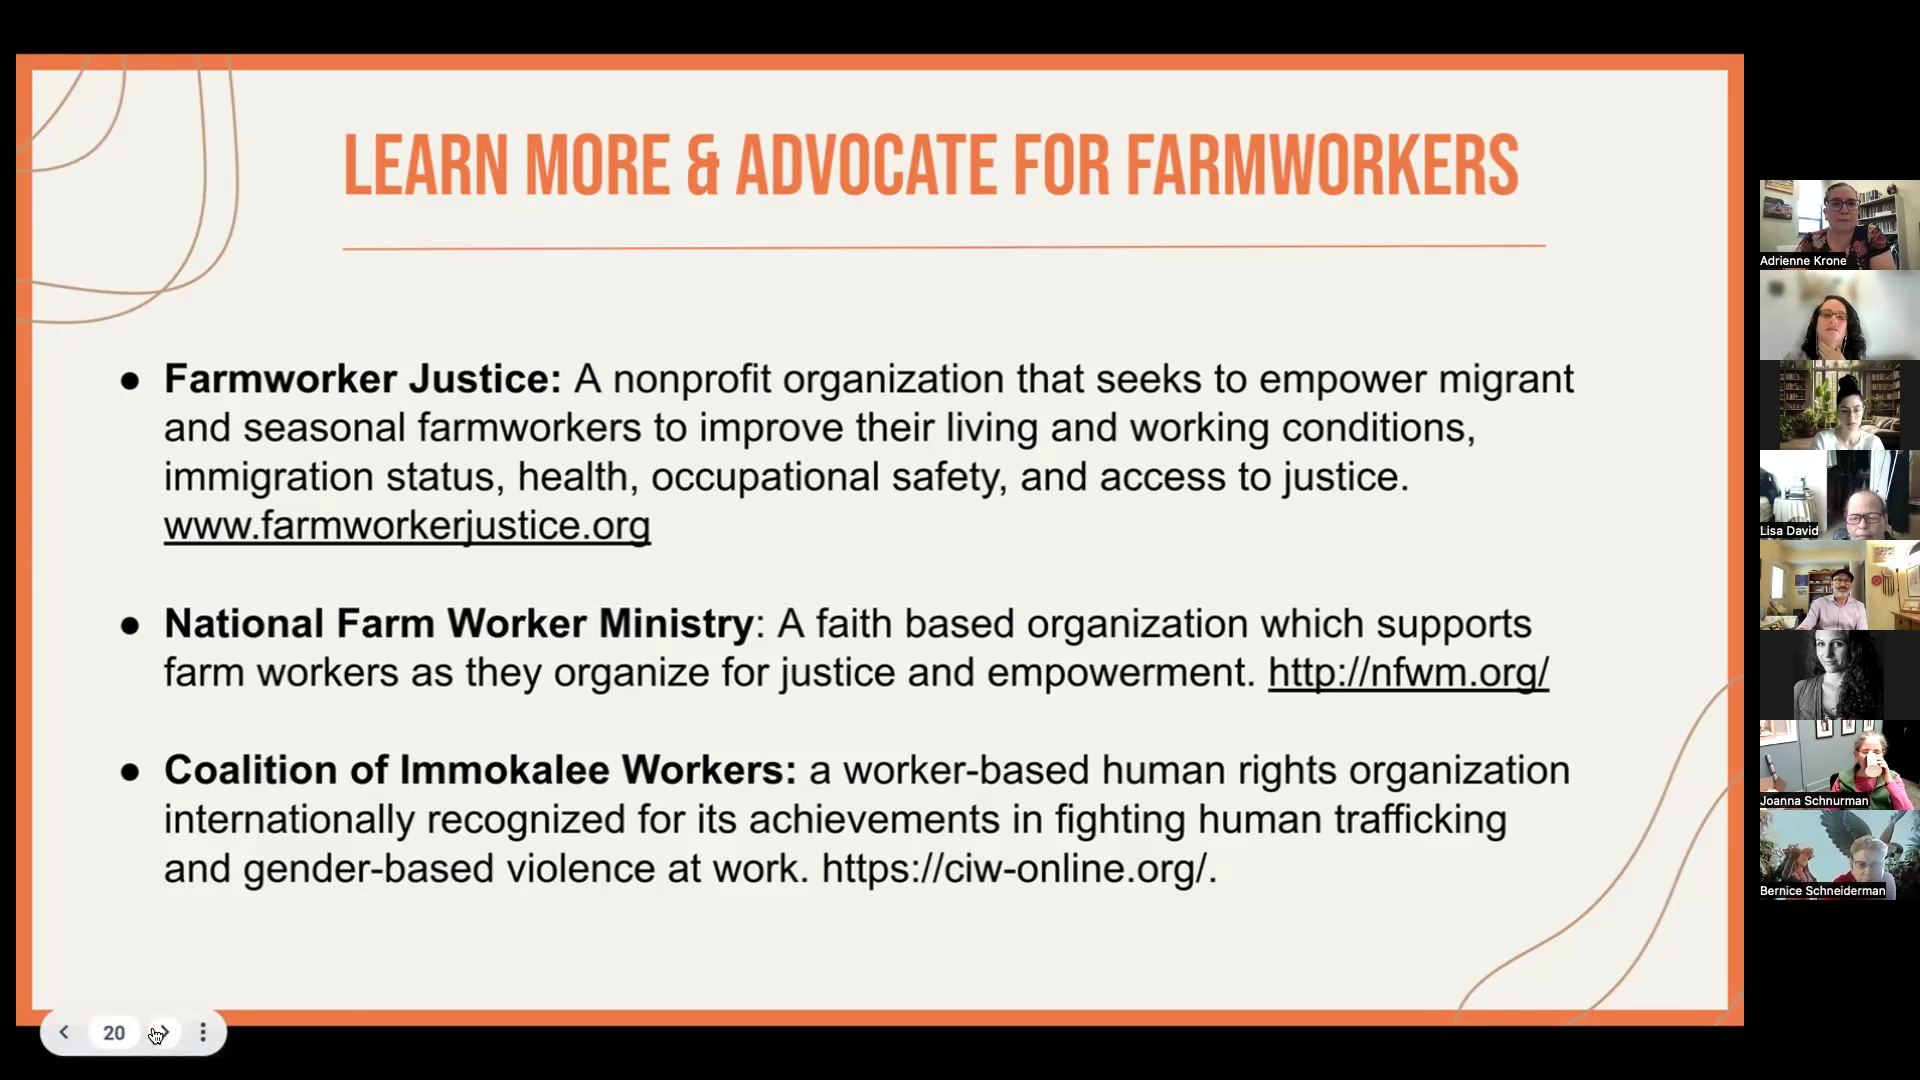 LEARN MORE & ADVOCATE FOR FARMWORKERS
● Farmworker Justice: A nonprofit organization that seeks to empower migrant
and seasonal farmworkers to improve their living and working conditions,
immigration status, health, occupational safety, and access to justice.
www.farmworkerjustice.org
● National Farm Worker Ministry: A faith based organization which supports
farm workers as they organize for justice and empowerment. http://nfwm.org/
● Coalition of Immokalee Workers: a worker-based human rights organization
internationally recognized for its achievements in fighting human trafficking
and gender-based violence at work. https://ciw-online.org/.
20
Adrienne Krone
Lisa David
Joanna Schnurman
Bernice Schneiderman